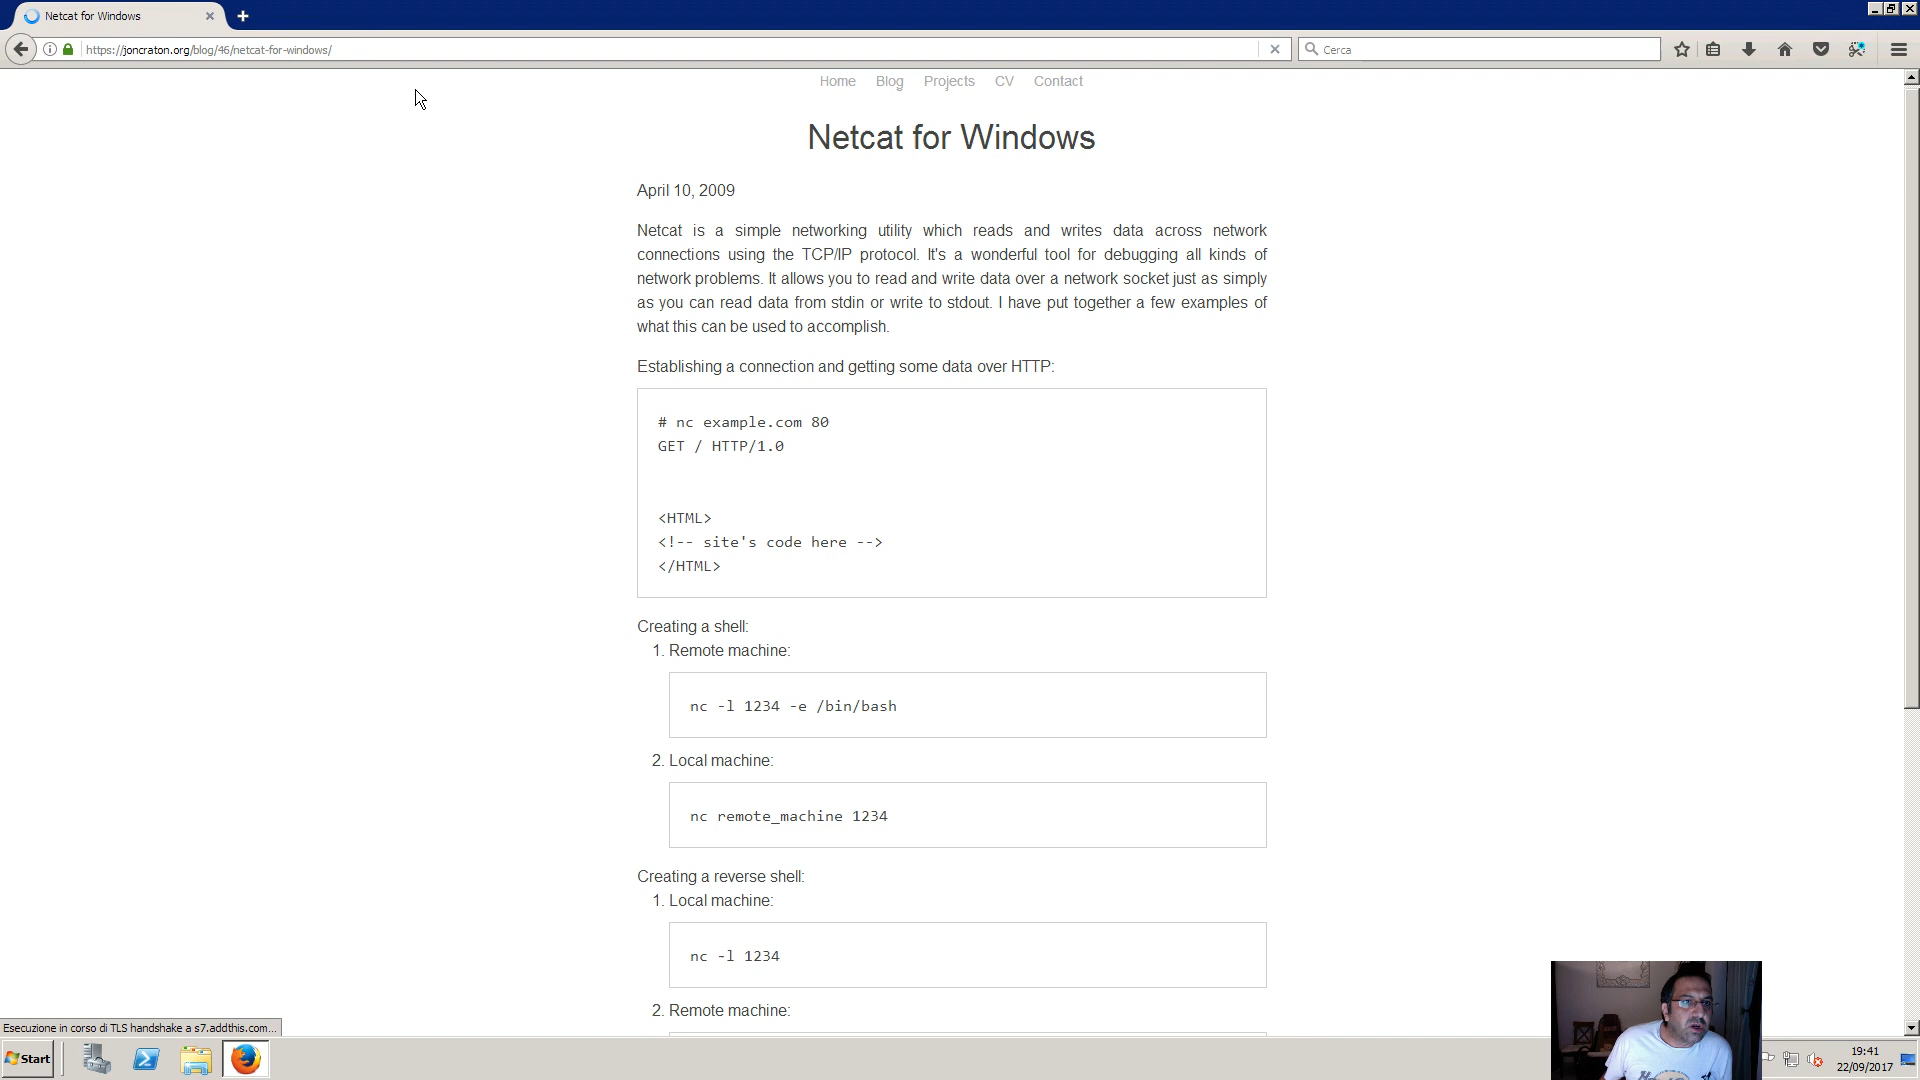 Netcat for Windows
https://joncraton.org/blog/46/netcat-for-windows/
Cerca
Home Blog Projects CV Contact
Netcat for Windows
April 10, 2009
Netcat is a simple networking utility which reads and writes data across network
connections using the TCP/IP protocol. It's a wonderful tool for debugging all kinds of
network problems. It allows you to read and write data over a network socket just as simply
as you can read data from stdin or write to stdout. I have put together a few examples of
what this can be used to accomplish.
Establishing a connection and getting some data over HTTP:
# nc example.com 80
GET / HTTP/1.0
<HTML>
<!-- site's code here -->
</HTML>
Creating a shell:
1. Remote machine:
nc -l 1234 -e /bin/bash
2. Local machine:
nc remote_machine 1234
Creating a reverse shell:
1. Local machine:
nc -l 1234
2. Remote machine:
Esecuzione in corso di TLS handshake a s7.addthis.com...
Start
19:41
22/09/2017